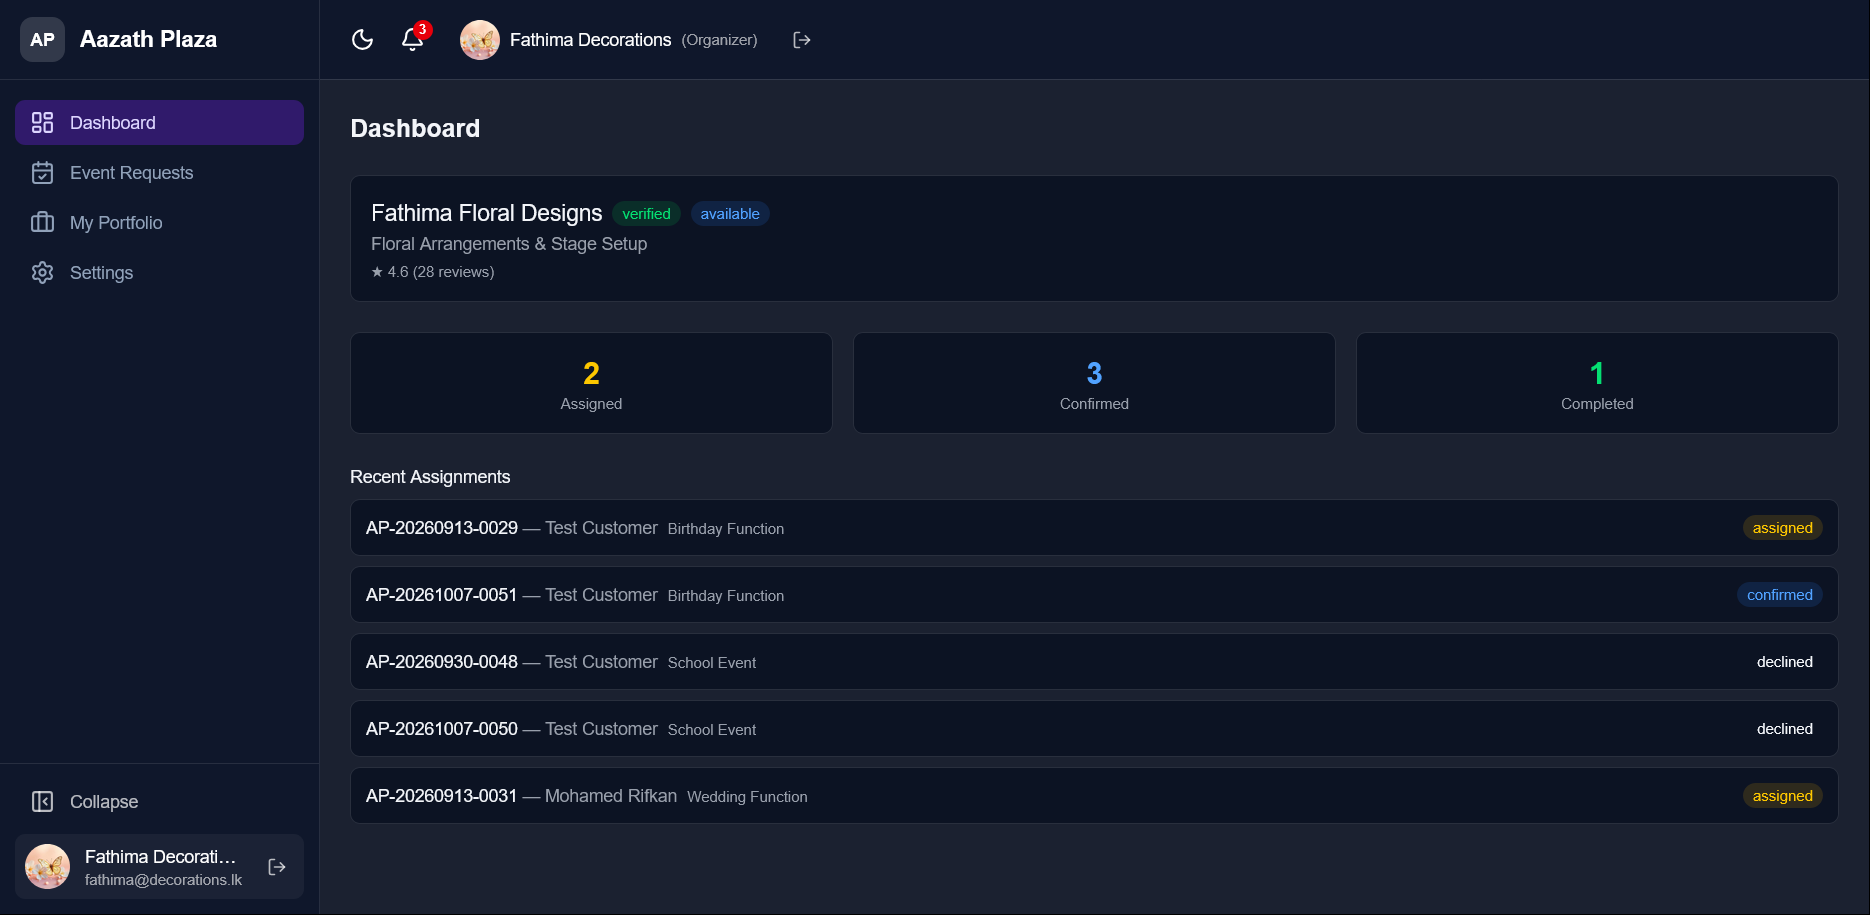 AP Aazath Plaza
3
Fathima Decorations (Organizer)
Dashboard
Event Requests
My Portfolio
Settings
Collapse
Fathima Decorati...
fathima@decorations.lk
Dashboard
Fathima Floral Designs verified available
Floral Arrangements & Stage Setup
★ 4.6 (28 reviews)
2
Assigned
3
Confirmed
1
Completed
Recent Assignments
AP-20260913-0029 — Test Customer Birthday Function assigned
AP-20261007-0051 — Test Customer Birthday Function confirmed
AP-20260930-0048 — Test Customer School Event declined
AP-20261007-0050 — Test Customer School Event declined
AP-20260913-0031 — Mohamed Rifkan Wedding Function assigned